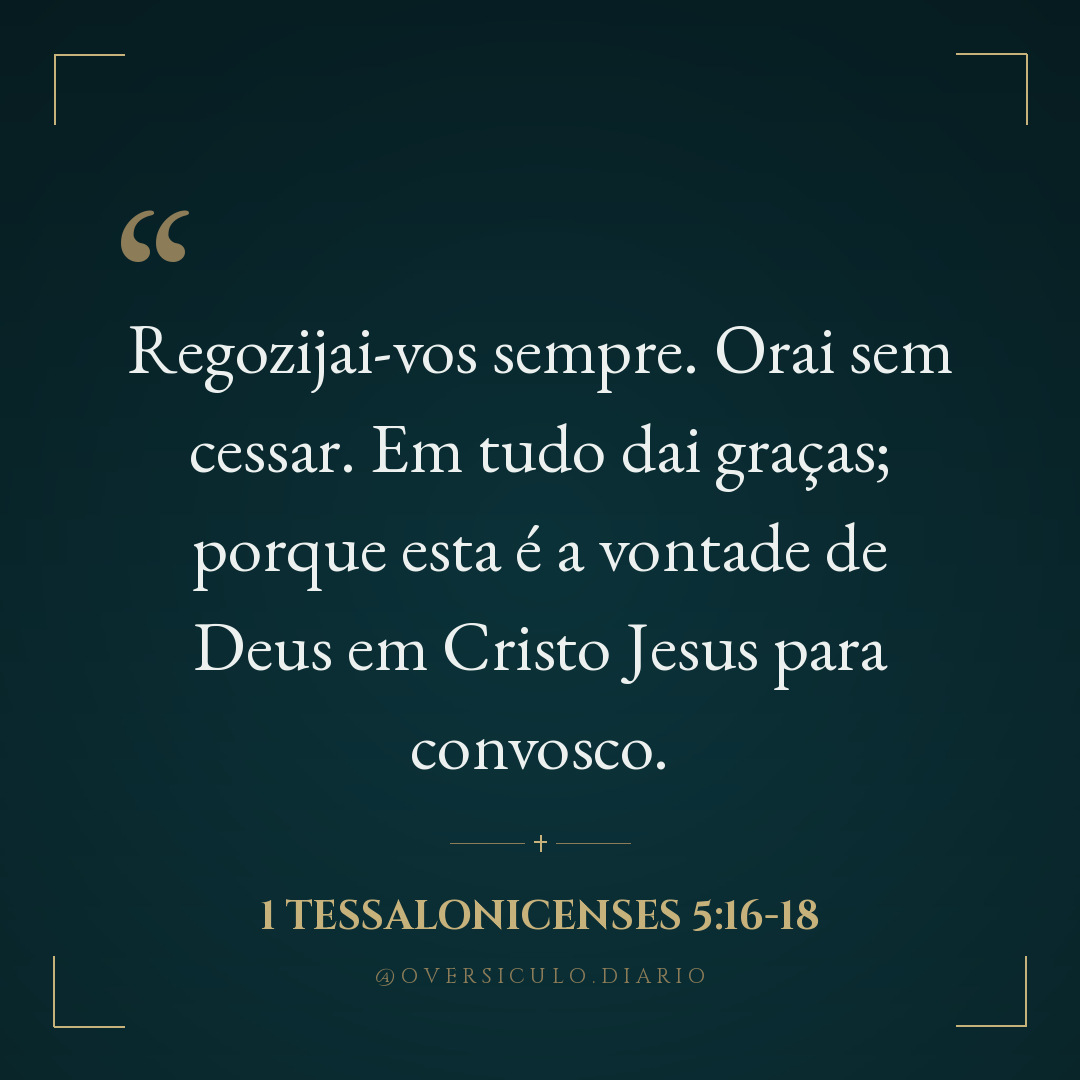 “
Regozijai-vos sempre. Orai sem
cessar. Em tudo dai graças;
porque esta é a vontade de
Deus em Cristo Jesus para
convosco.
1 TESSALONICENSES 5:16-18
@OVERSICULO.DIARIO